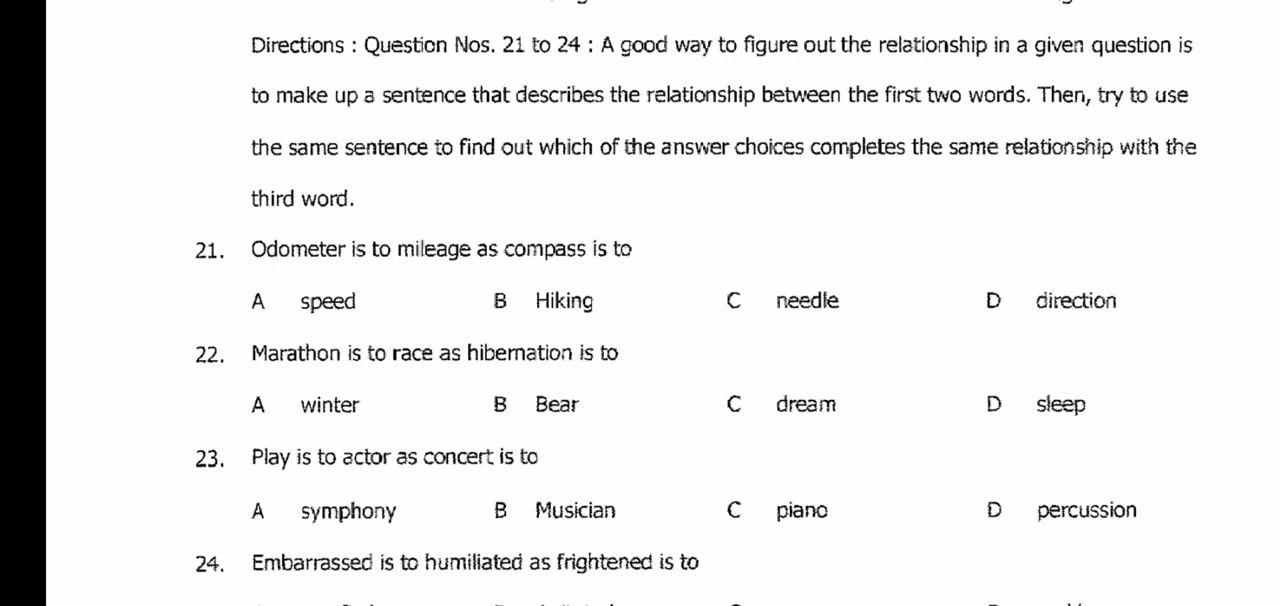 Directions : Question Nos. 21 to 24 : A good way to figure out the relationship in a given question is
to make up a sentence that describes the relationship between the first two words. Then, try to use
the same sentence to find out which of the answer choices completes the same relationship with the
third word.
21. Odometer is to mileage as compass is to
A speed B Hiking C needle D direction
22. Marathon is to race as hibernation is to
A winter B Bear C dream D sleep
23. Play is to actor as concert is to
A symphony B Musician C piano D percussion
24. Embarrassed is to humiliated as frightened is to